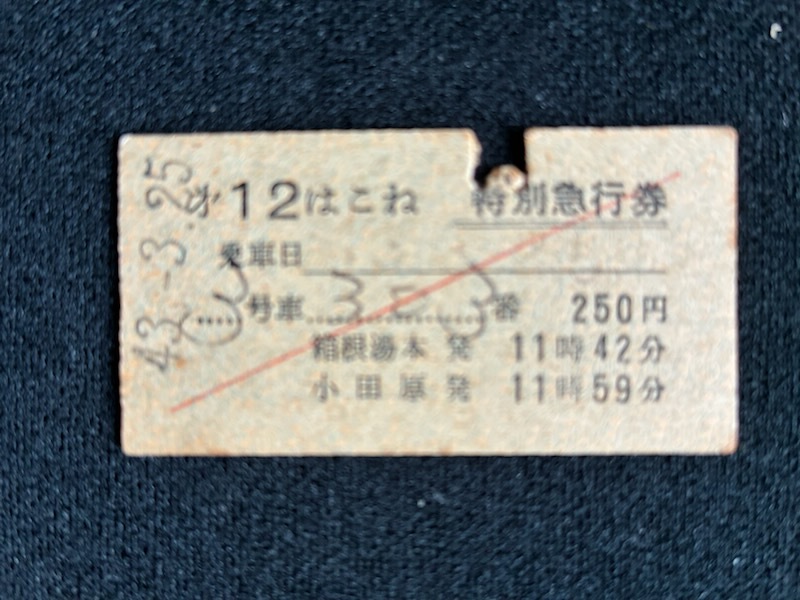 43.-3.25
第12はこね 特別急行券
乗車日
号車 番 250円
箱根湯本 発 11時42分
小田原 発 11時59分